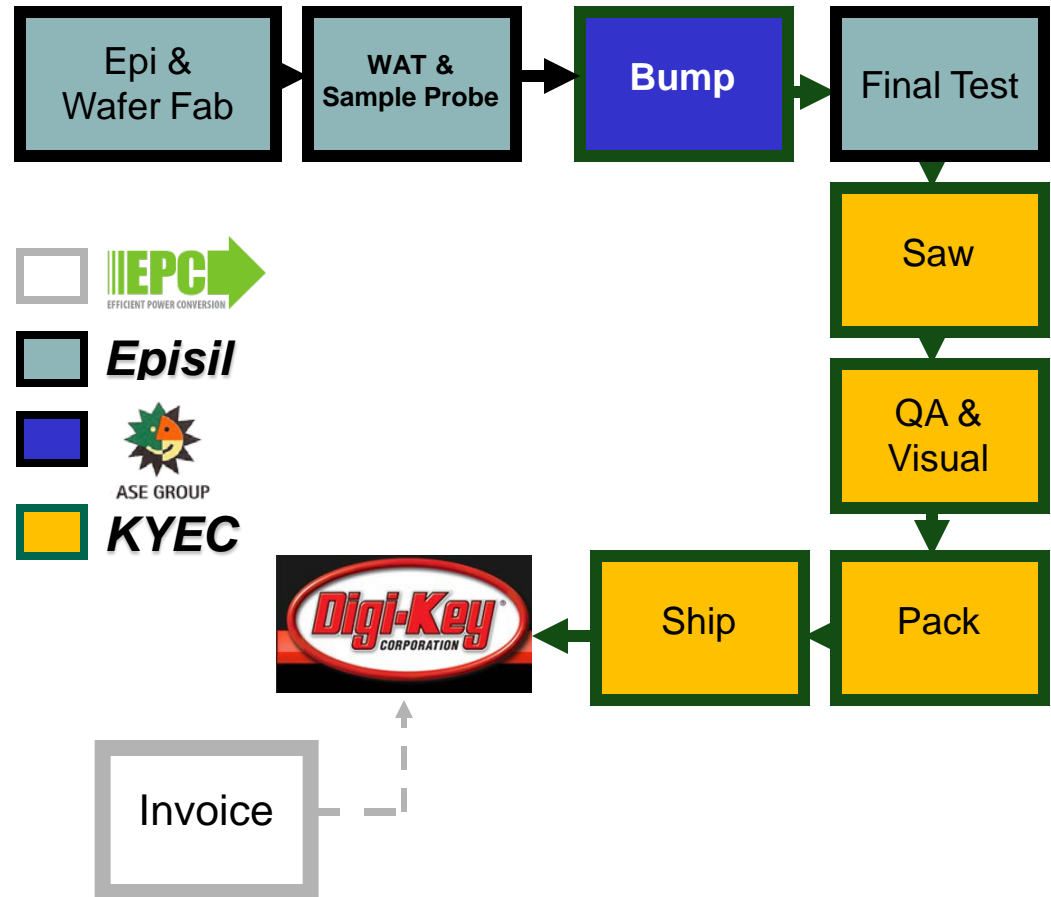 Epi &
Wafer Fab
WAT &
Sample Probe
Bump
Final Test
Saw
EPC
EFFICIENT POWER CONVERSION
Episil
QA &
Visual
ASE GROUP
KYEC
Digi-Key
CORPORATION
Ship
Pack
Invoice